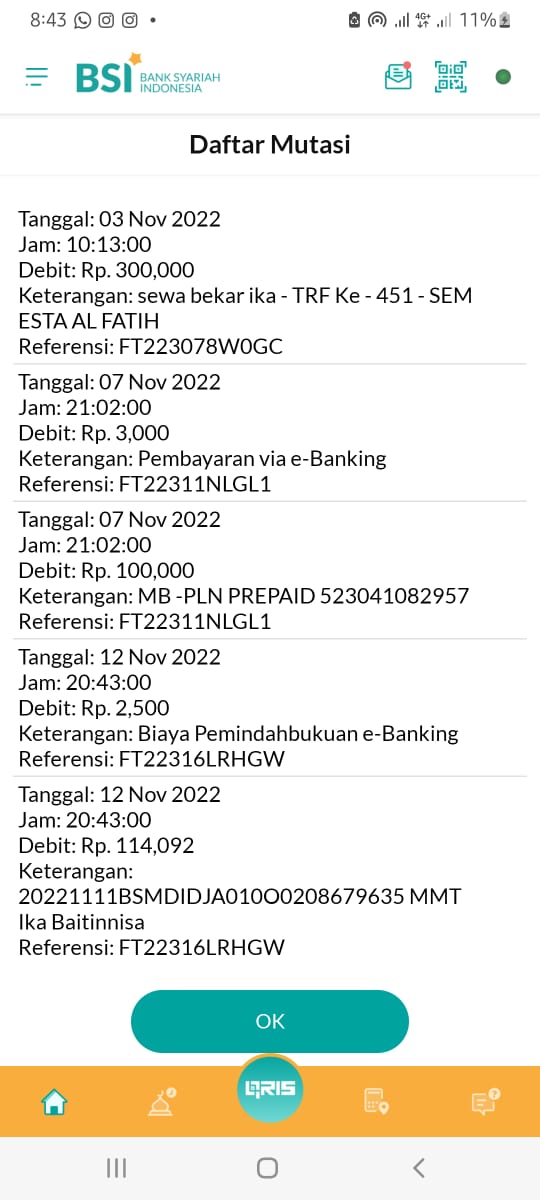 8:43
4G+ 11%
BSI BANK SYARIAH
INDONESIA
Daftar Mutasi
Tanggal: 03 Nov 2022
Jam: 10:13:00
Debit: Rp. 300,000
Keterangan: sewa bekar ika - TRF Ke - 451 - SEM
ESTA AL FATIH
Referensi: FT223078W0GC
Tanggal: 07 Nov 2022
Jam: 21:02:00
Debit: Rp. 3,000
Keterangan: Pembayaran via e-Banking
Referensi: FT22311NLGL1
Tanggal: 07 Nov 2022
Jam: 21:02:00
Debit: Rp. 100,000
Keterangan: MB -PLN PREPAID 523041082957
Referensi: FT22311NLGL1
Tanggal: 12 Nov 2022
Jam: 20:43:00
Debit: Rp. 2,500
Keterangan: Biaya Pemindahbukuan e-Banking
Referensi: FT22316LRHGW
Tanggal: 12 Nov 2022
Jam: 20:43:00
Debit: Rp. 114,092
Keterangan:
20221111BSMDIDJA010O0208679635 MMT
Ika Baitinnisa
Referensi: FT22316LRHGW
OK
QRIS